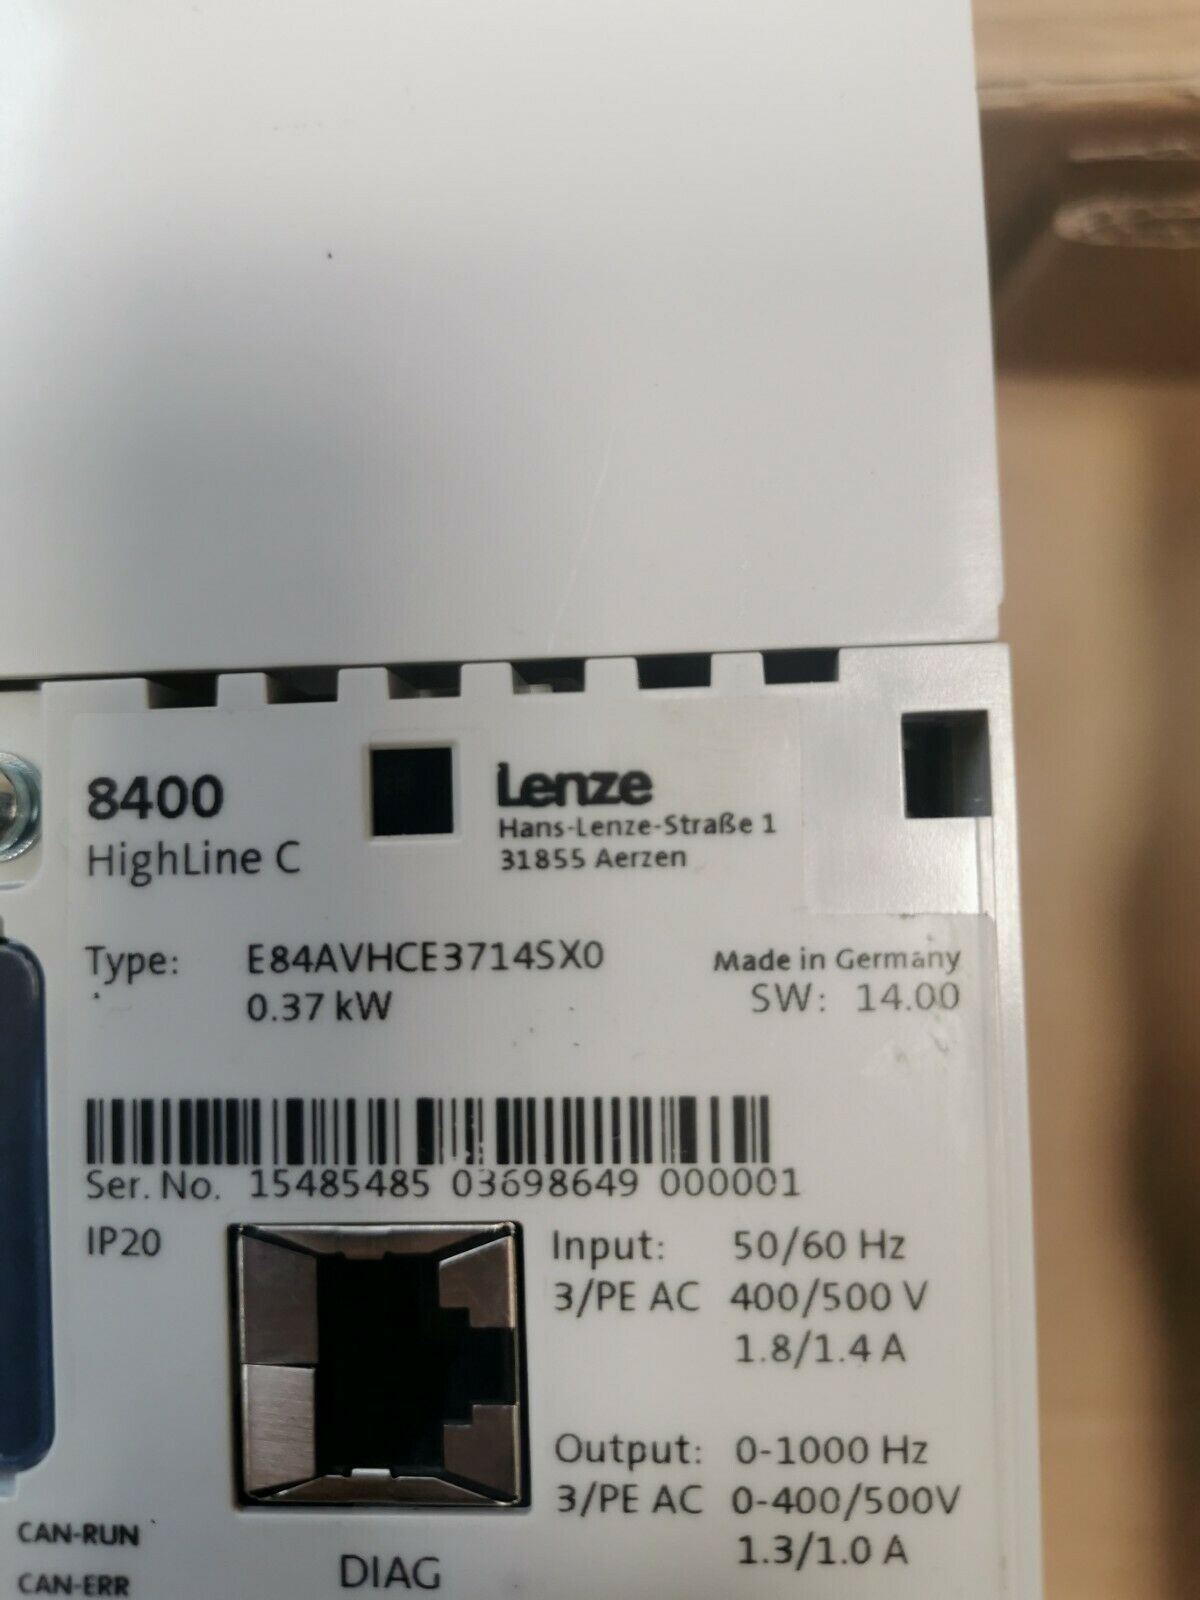 8400
HighLine C
Lenze
Hans-Lenze-Straße 1
31855 Aerzen
Type: E84AVHCE3714SX0
0.37 kW
Made in Germany
SW: 14.00
Ser. No. 15485485 03698649 000001
IP20
Input: 50/60 Hz
3/PE AC 400/500 V
1.8/1.4 A
Output: 0-1000 Hz
3/PE AC 0-400/500V
1.3/1.0 A
CAN-RUN
CAN-ERR
DIAG